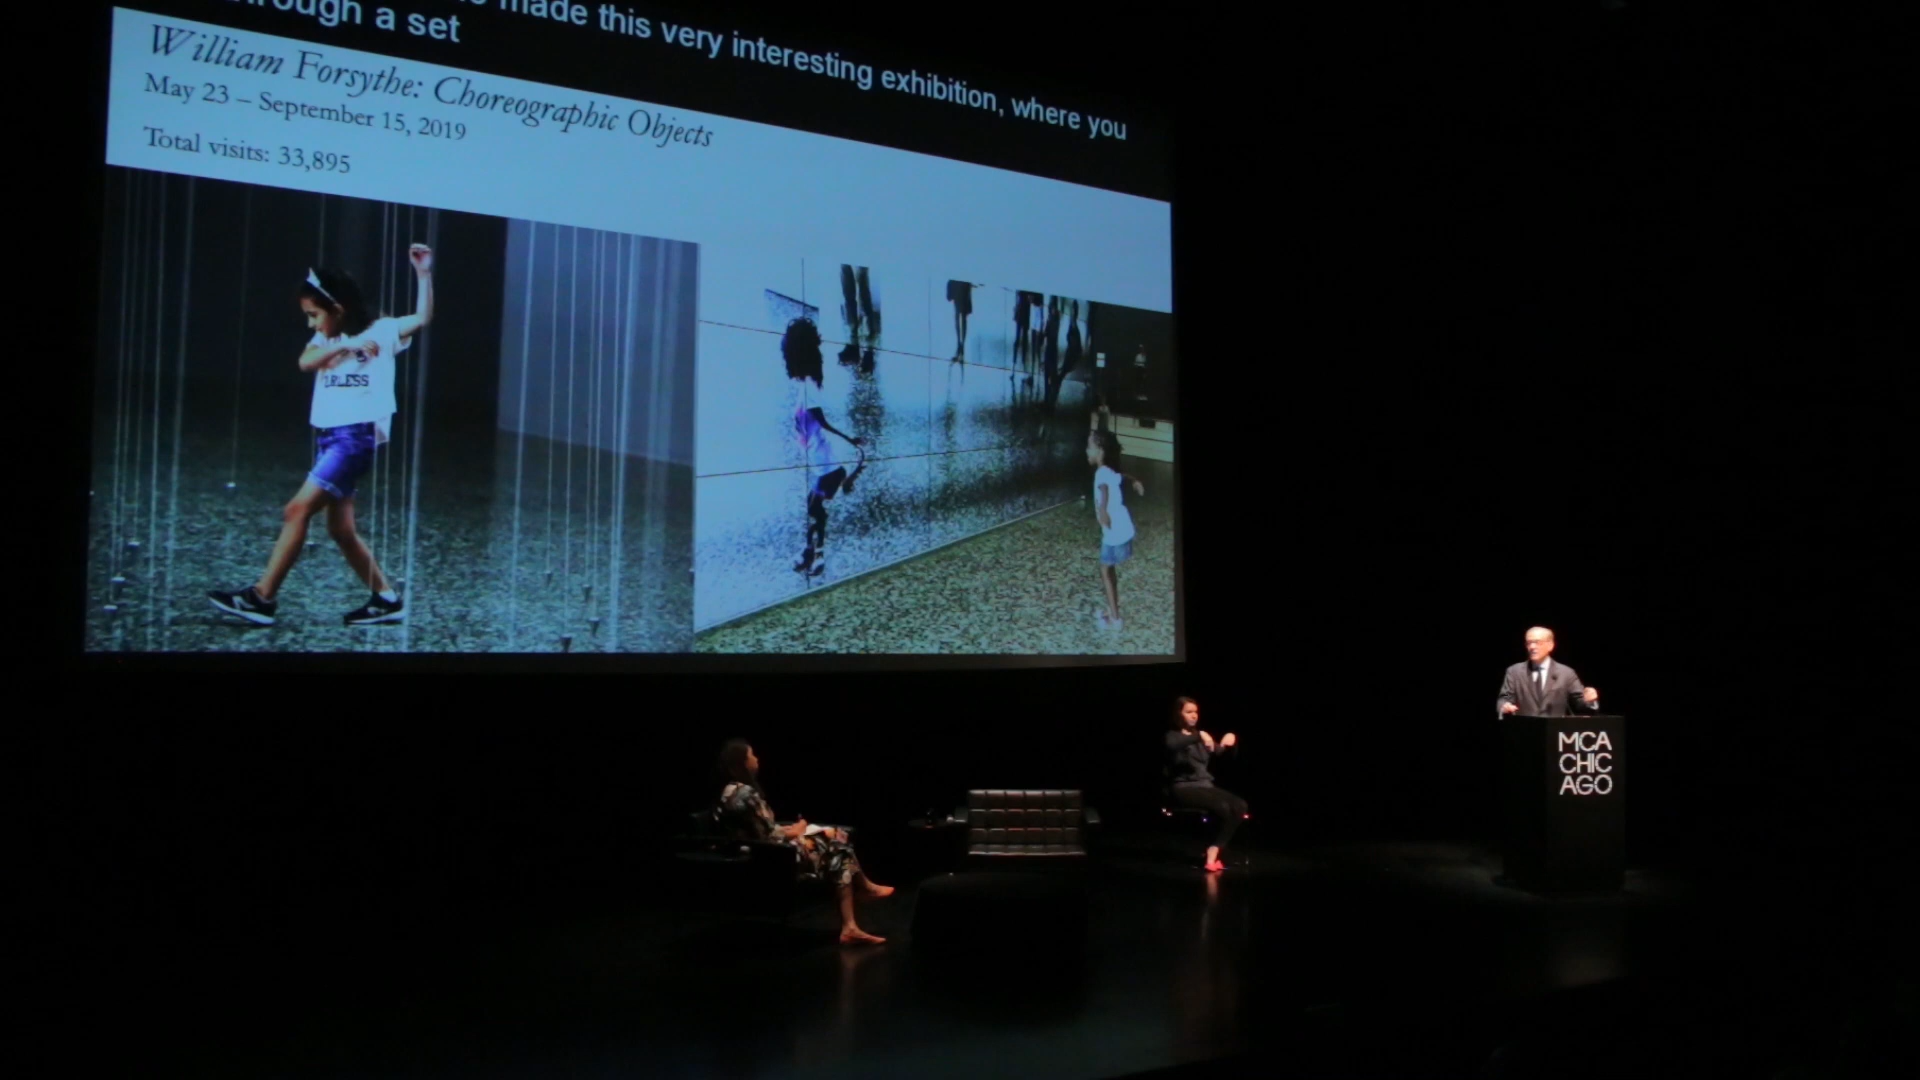 made this very interesting exhibition, where you
through a set
William Forsythe: Choreographic Objects
May 23 – September 15, 2019
Total visits: 33,895
MCA
CHIC
AGO